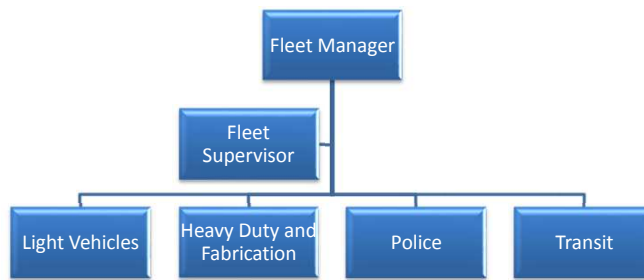 Fleet Manager
Fleet
Supervisor
Light Vehicles
Heavy Duty and
Fabrication
Police
Transit